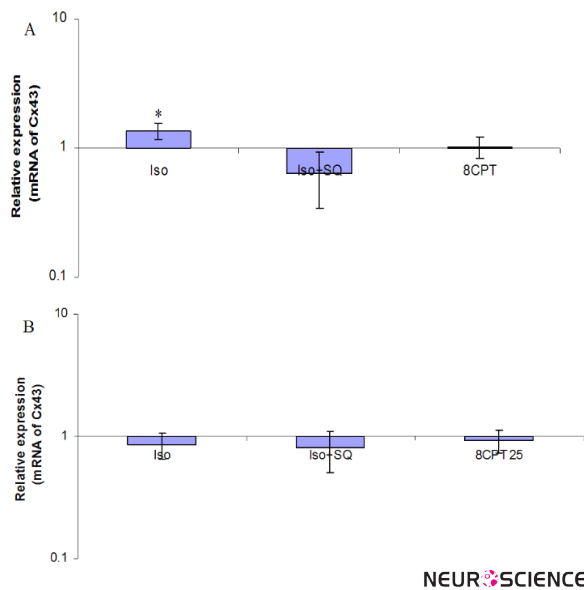 A
10
1
0.1
Relative expression
(mRNA of Cx43)
*
Iso
Iso-SQ
8CPT
B
10
1
0.1
Relative expression
(mRNA of Cx43)
Iso
Iso-SQ
8CPT25
NEUROSCIENCE